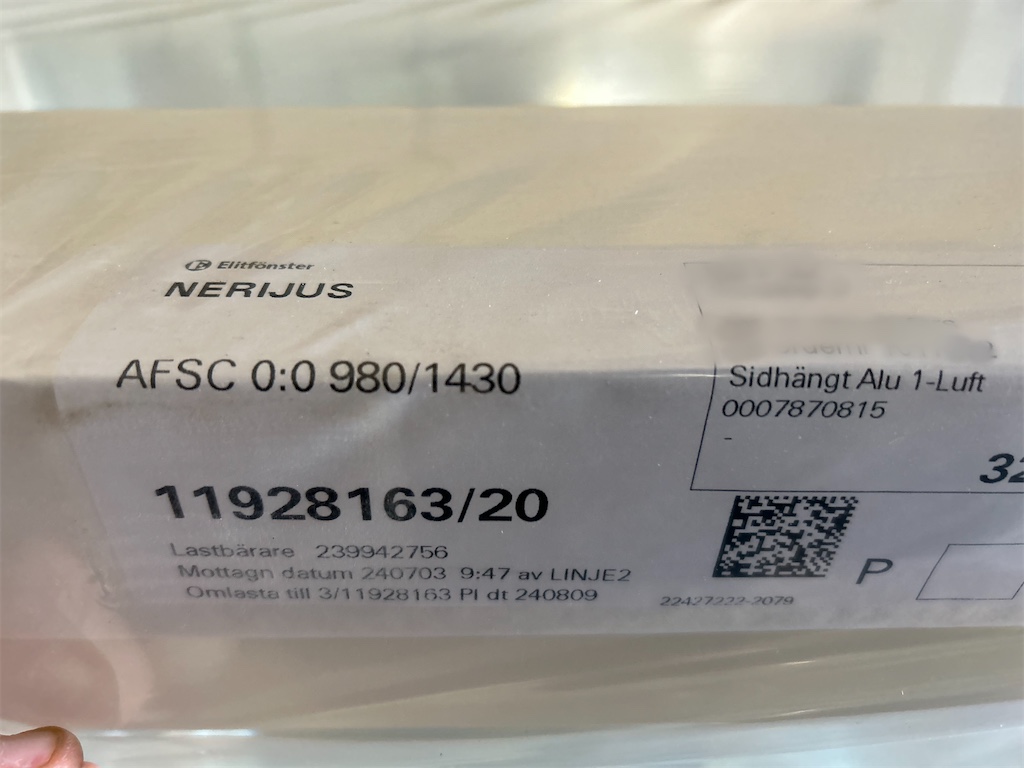 Elitfönster
NERIJUS
AFSC 0:0 980/1430
Sidhängt Alu 1-Luft
0007870815
-
32
11928163/20
Lastbärare 239942756
Mottagn datum 240703 9:47 av LINJE2
Omlasta till 3/11928163 Pl dt 240809
22427222-2079
P